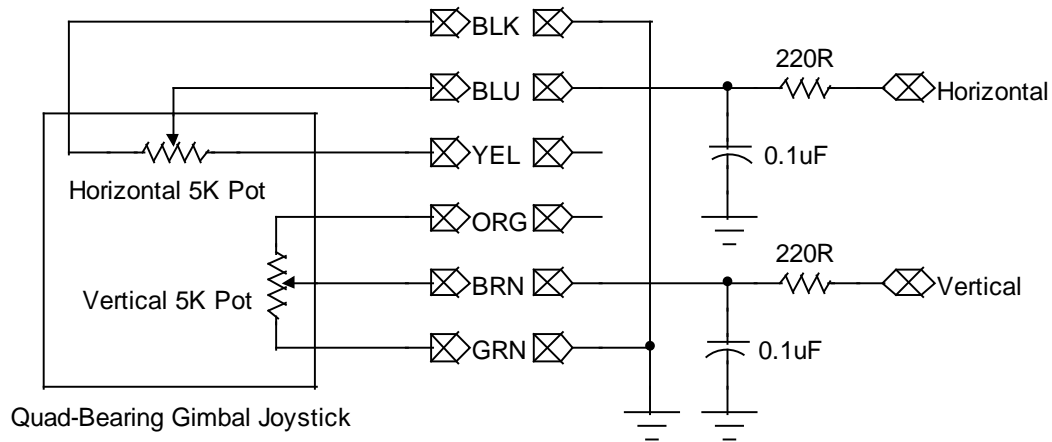 BLK
220R
BLU
Horizontal
YEL
0.1uF
Horizontal 5K Pot
ORG
220R
Vertical 5K Pot
BRN
Vertical
GRN
0.1uF
Quad-Bearing Gimbal Joystick